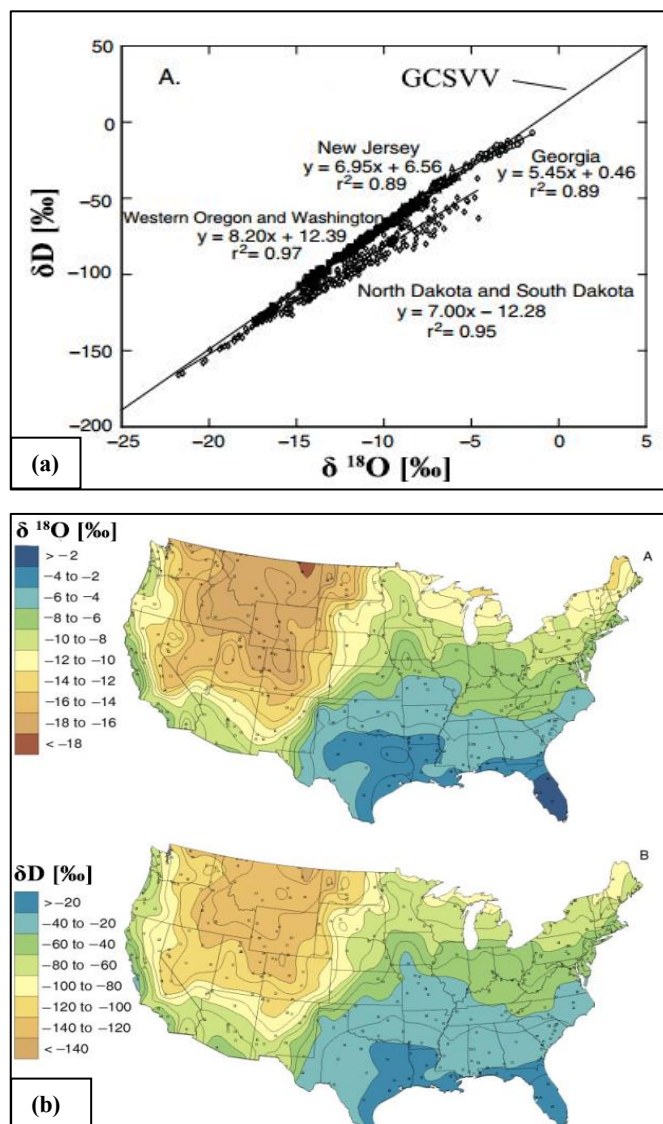 50
0
−50
−100
−150
−200
δD [‰]
A.
GCSVV
New Jersey
y = 6.95x + 6.56
r²= 0.89
Georgia
y = 5.45x + 0.46
r²= 0.89
Western Oregon and Washington
y = 8.20x + 12.39
r²= 0.97
North Dakota and South Dakota
y = 7.00x − 12.28
r²= 0.95
−25 −20 −15 −10 −5 0 5
δ ¹⁸O [‰]
(a)
δ ¹⁸O [‰]
> −2
−4 to −2
−6 to −4
−8 to −6
−10 to −8
−12 to −10
−14 to −12
−16 to −14
−18 to −16
< −18
A
δD [‰]
>−20
−40 to −20
−60 to −40
−80 to −60
−100 to −80
−120 to −100
−140 to −120
< −140
B
(b)